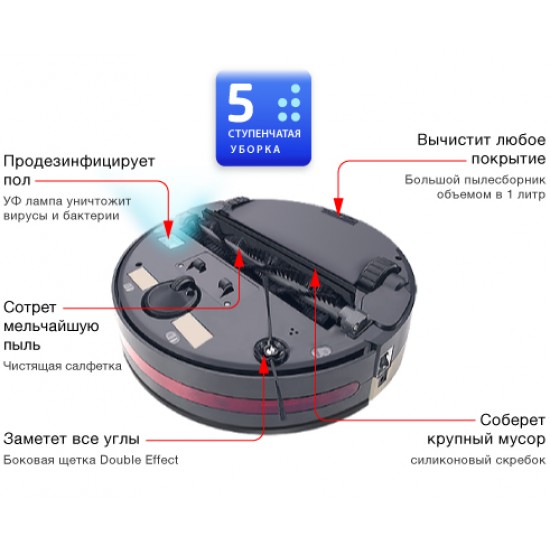 5
СТУПЕНЧАТАЯ
УБОРКА
Продезинфицирует
пол
УФ лампа уничтожит
вирусы и бактерии
Вычистит любое
покрытие
Большой пылесборник
объемом в 1 литр
Сотрет
мельчайшую
пыль
Чистящая салфетка
Заметет все углы
Боковая щетка Double Effect
Соберет
крупный мусор
силиконовый скребок